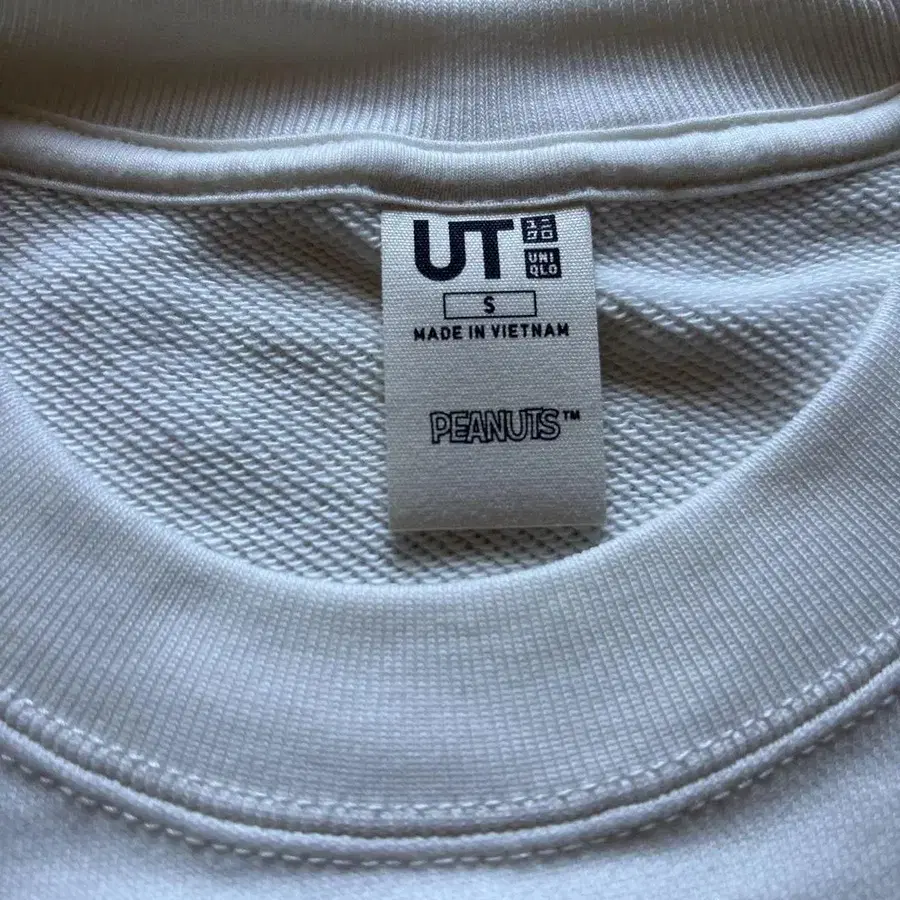 UT
ユニ
クロ
UNI
QLO
S
MADE IN VIETNAM
PEANUTS™